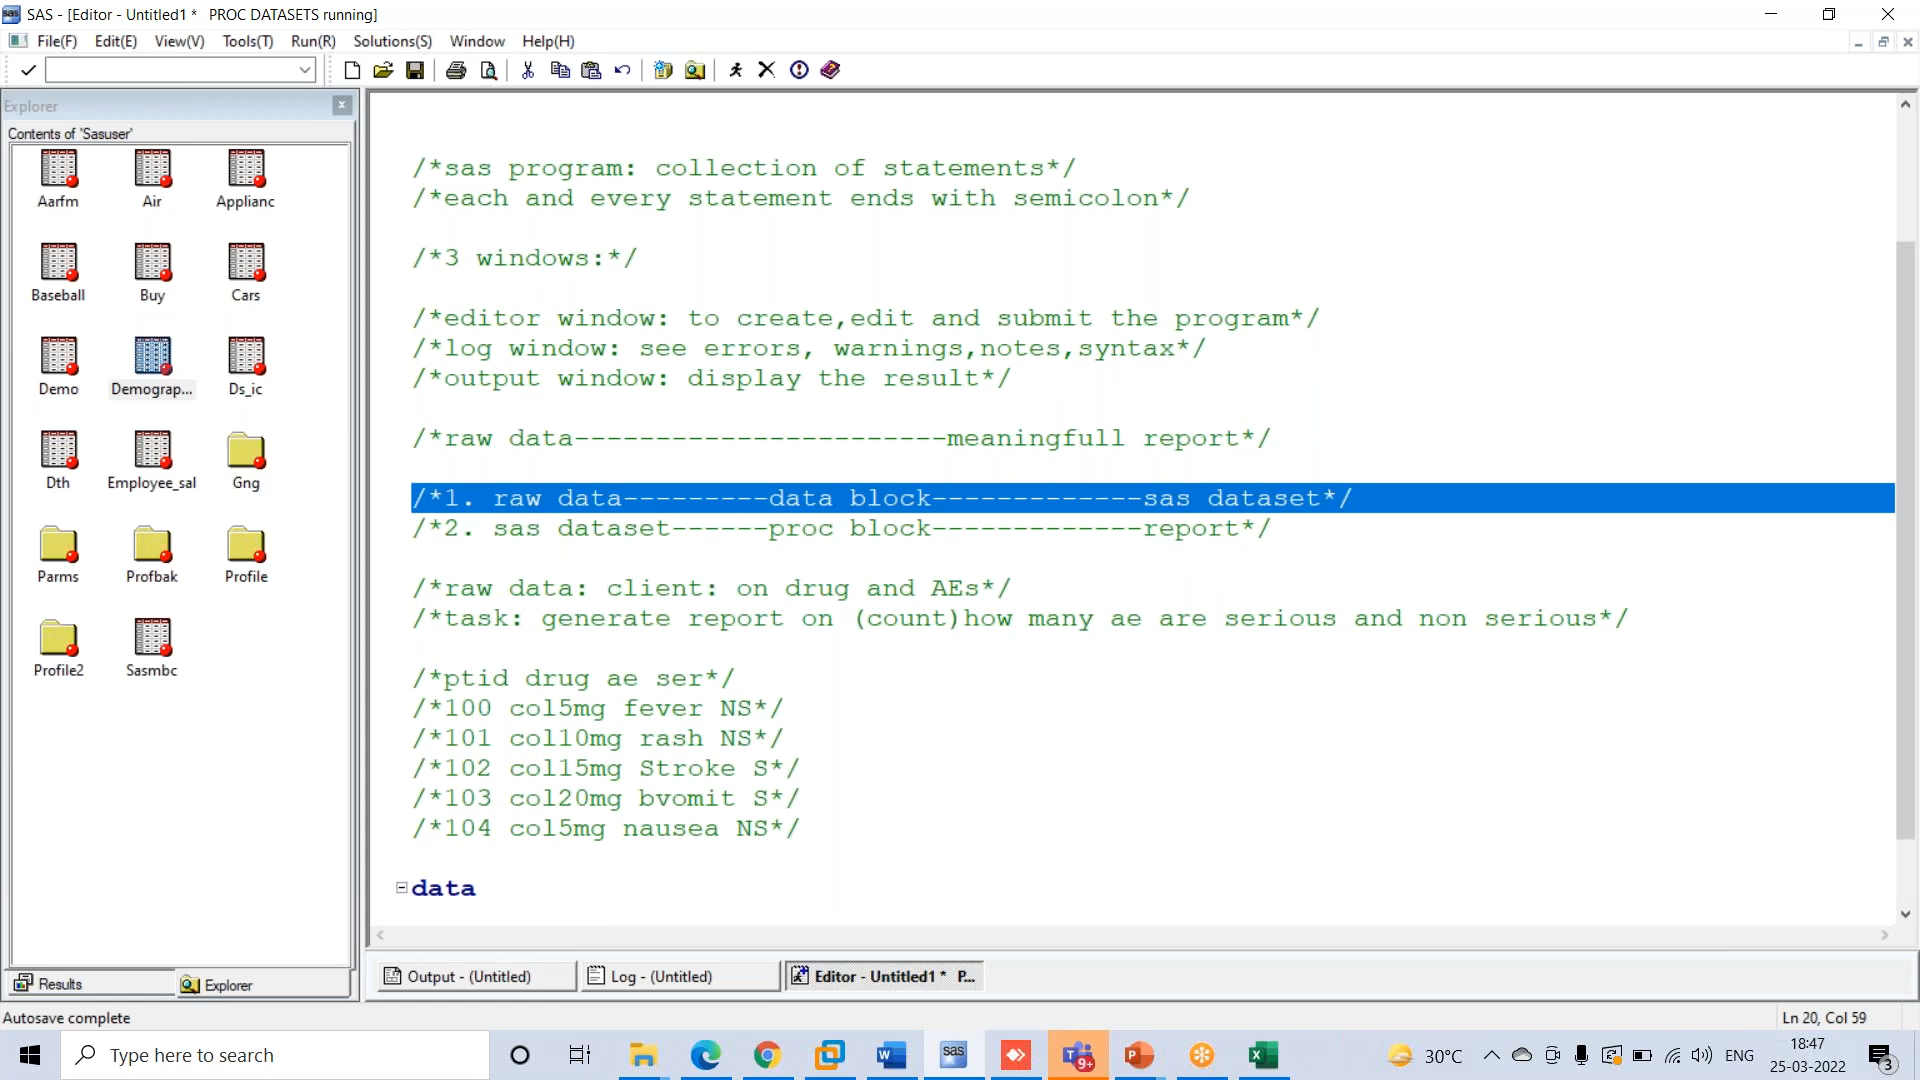 SAS - [Editor - Untitled1 *   PROC DATASETS running]
File(F) Edit(E) View(V) Tools(T) Run(R) Solutions(S) Window Help(H)
Explorer
Contents of 'Sasuser'
Aarfm Air Applianc
Baseball Buy Cars
Demo Demograp... Ds_ic
Dth Employee_sal Gng
Parms Profbak Profile
Profile2 Sasmbc
Results Explorer
/*sas program: collection of statements*/
/*each and every statement ends with semicolon*/
/*3 windows:*/
/*editor window: to create,edit and submit the program*/
/*log window: see errors, warnings,notes,syntax*/
/*output window: display the result*/
/*raw data-----------------------meaningfull report*/
/*1. raw data---------data block-------------sas dataset*/
/*2. sas dataset------proc block-------------report*/
/*raw data: client: on drug and AEs*/
/*task: generate report on (count)how many ae are serious and non serious*/
/*ptid drug ae ser*/
/*100 col5mg fever NS*/
/*101 col10mg rash NS*/
/*102 col15mg Stroke S*/
/*103 col20mg bvomit S*/
/*104 col5mg nausea NS*/
data
Output - (Untitled) Log - (Untitled) Editor - Untitled1 *  P...
Autosave complete
Ln 20, Col 59
Type here to search
sas
9+
30°C
ENG
18:47
25-03-2022
3